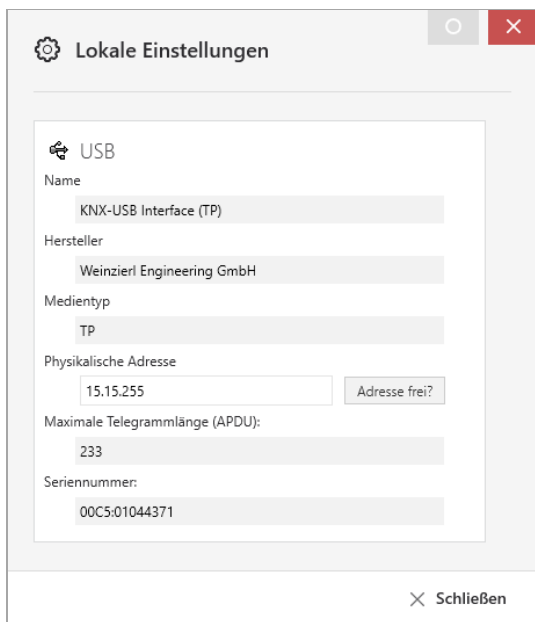 Lokale Einstellungen
USB
Name
KNX-USB Interface (TP)
Hersteller
Weinzierl Engineering GmbH
Medientyp
TP
Physikalische Adresse
15.15.255 Adresse frei?
Maximale Telegrammlänge (APDU):
233
Seriennummer:
00C5:01044371
Schließen